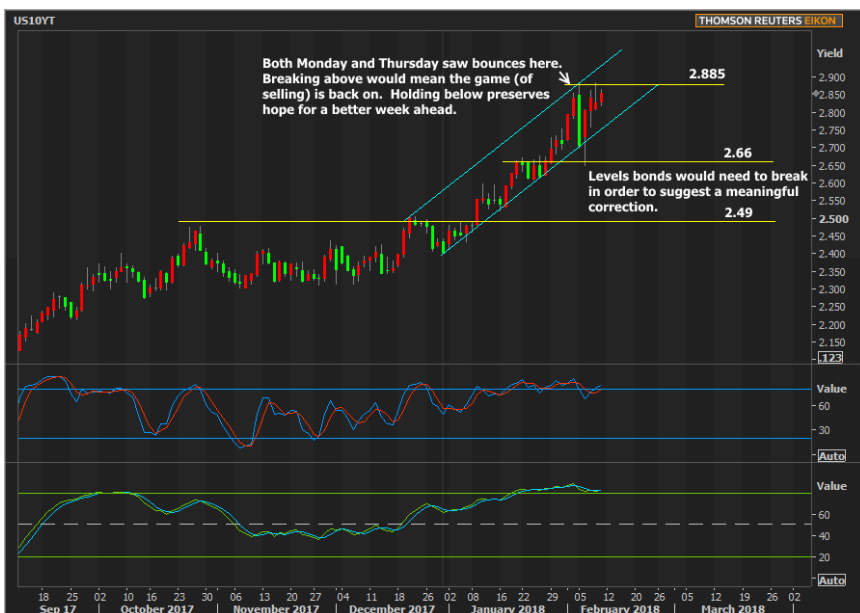 US10YT
THOMSON REUTERS EIKON
Yield
Both Monday and Thursday saw bounces here.
Breaking above would mean the game (of
selling) is back on.  Holding below preserves
hope for a better week ahead.
2.885
2.900
2.850
2.800
2.750
2.700
2.66
2.650
Levels bonds would need to break
in order to suggest a meaningful
correction.
2.600
2.550
2.49
2.500
2.450
2.400
2.350
2.300
2.250
2.200
2.150
.123
Value
60
30
Auto
Value
60
40
20
Auto
18 25 02 10 16 23 30 06 13 20 27 04 11 18 26 02 08 16 22 29 05 12 20 26 05 12 19 26 02
Sep 17 October 2017 November 2017 December 2017 January 2018 February 2018 March 2018